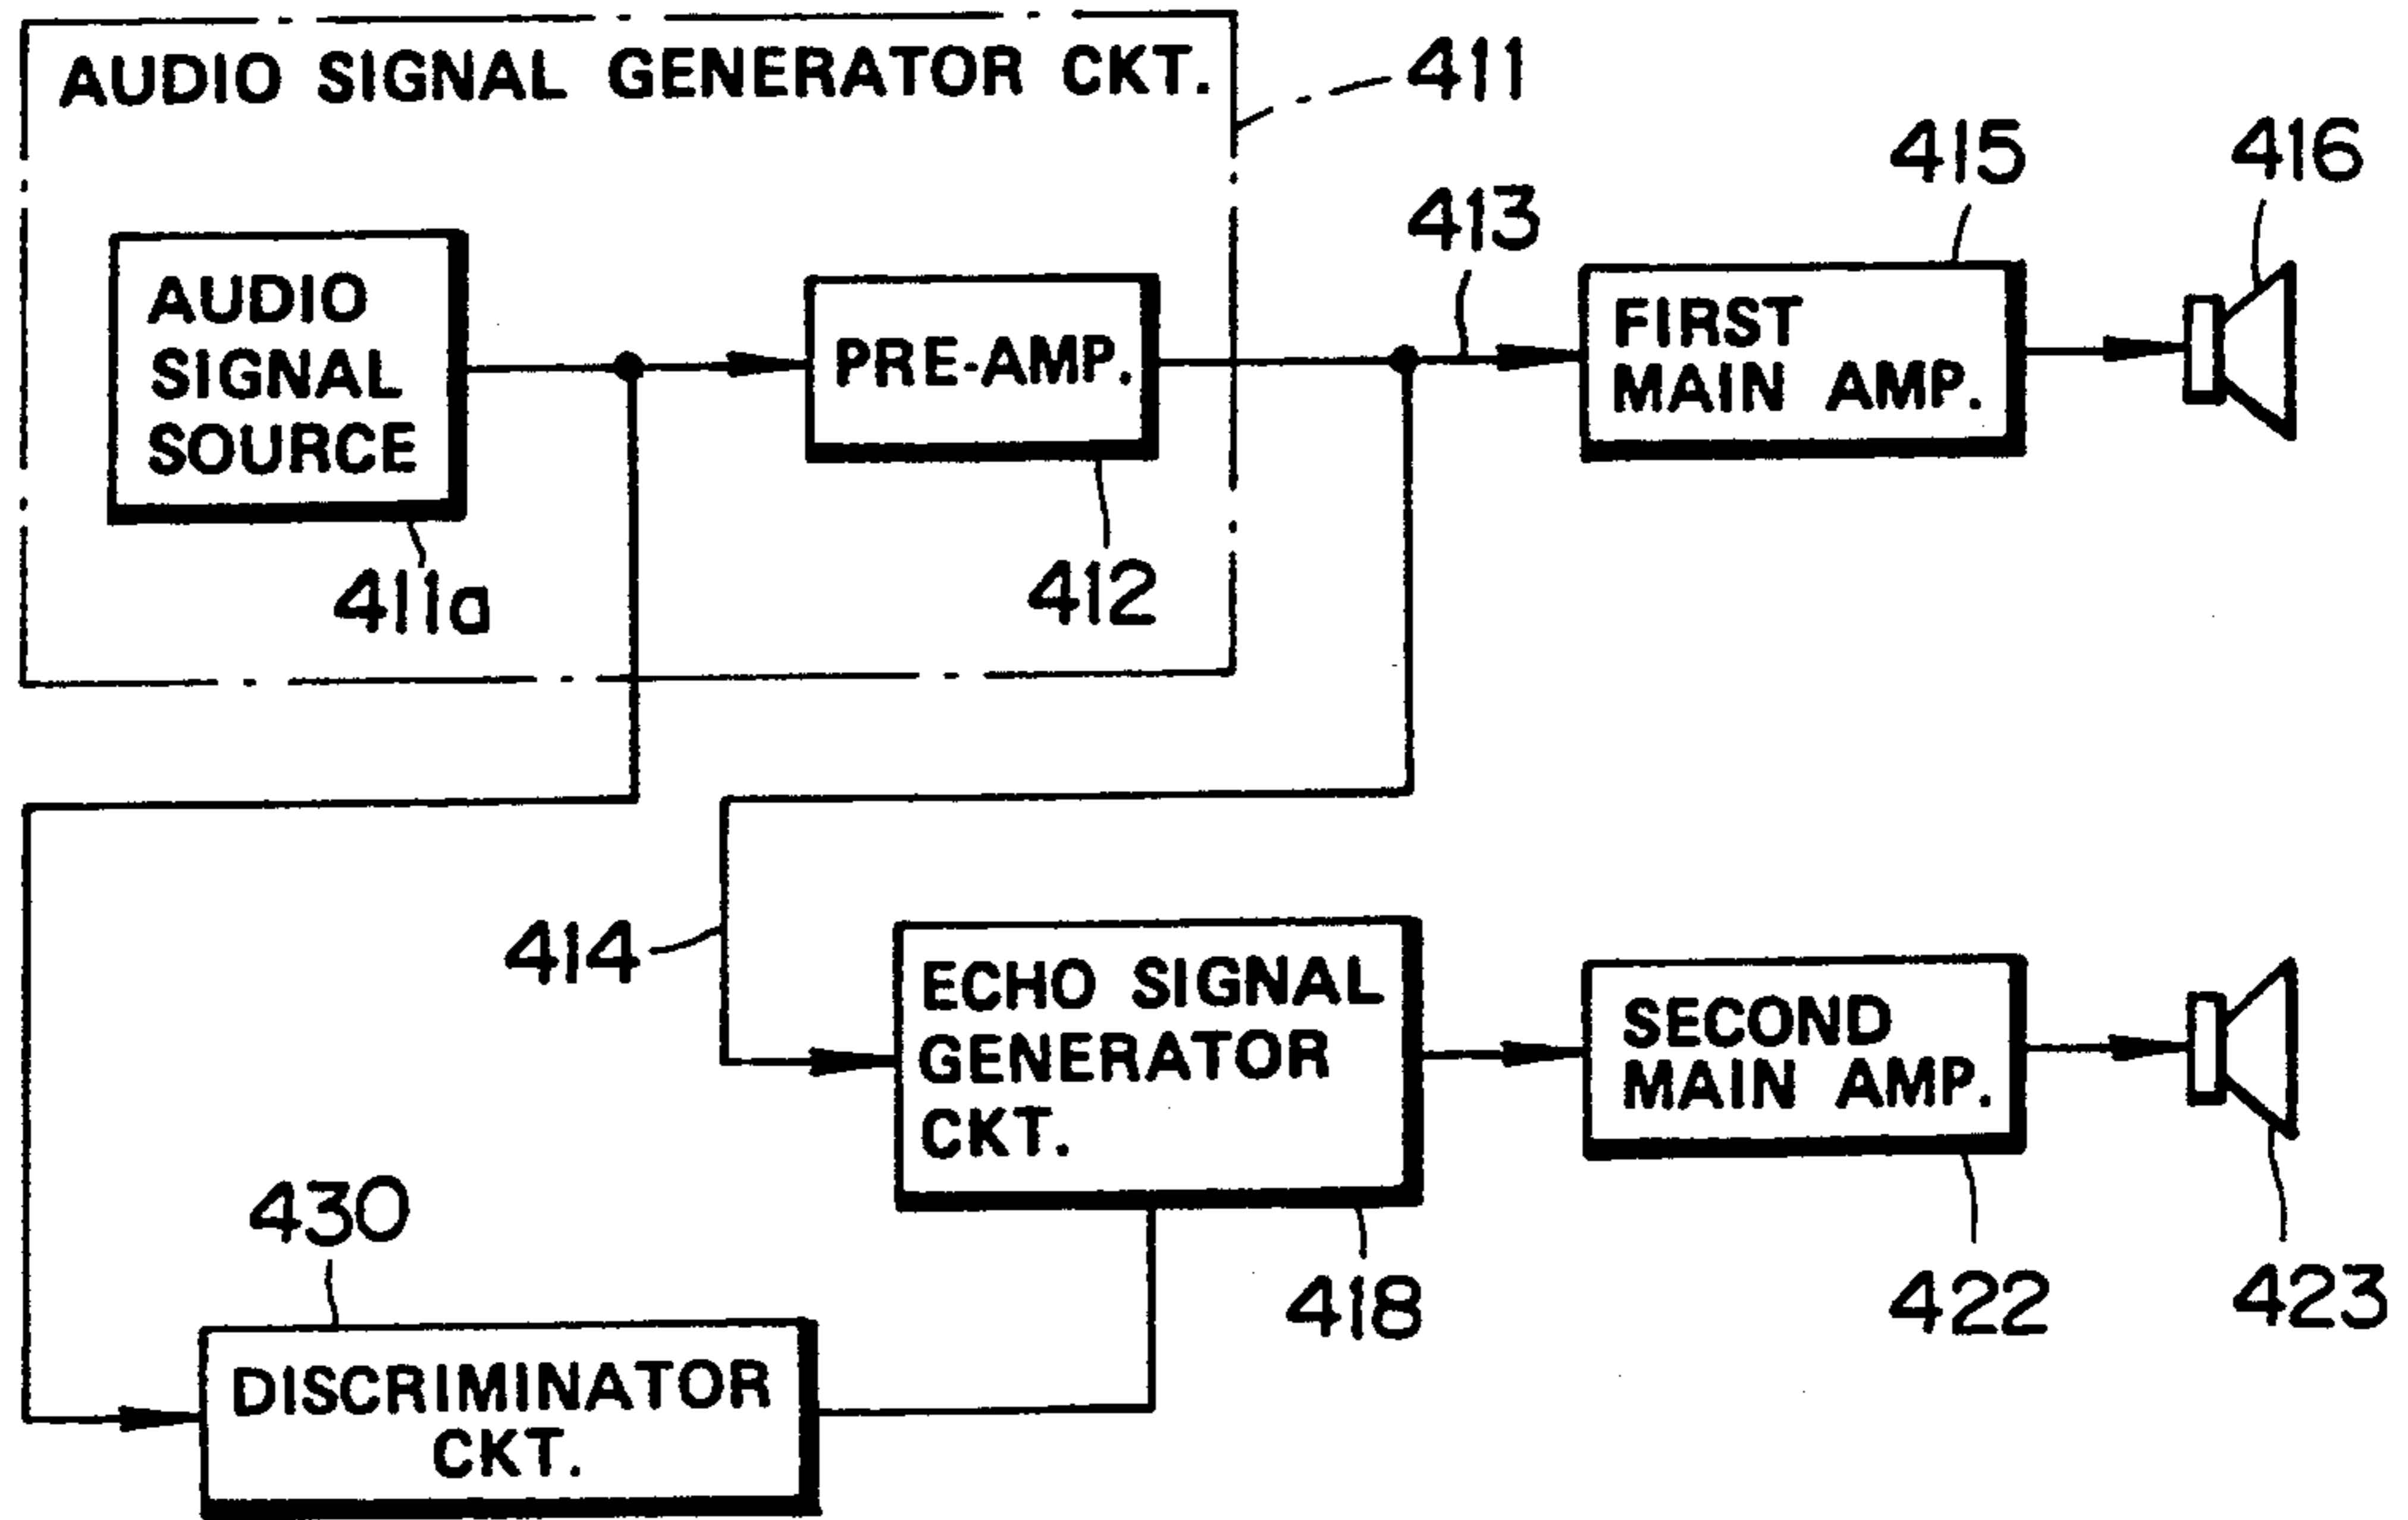 AUDIO SIGNAL GENERATOR CKT.
411
415
416
413
AUDIO
SIGNAL
SOURCE
PRE-AMP.
FIRST
MAIN AMP.
411a
412
414
ECHO SIGNAL
GENERATOR
CKT.
SECOND
MAIN AMP.
430
418
422
423
DISCRIMINATOR
CKT.